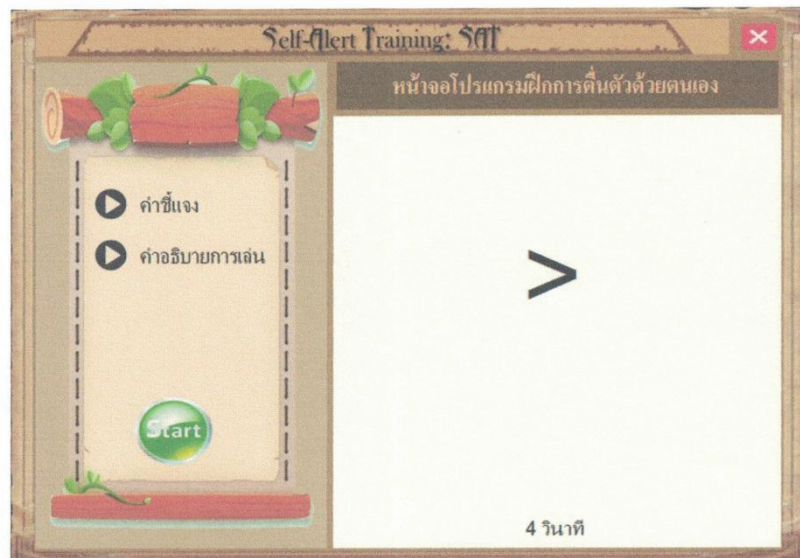 Self-Alert Training: SAT
หน้าจอโปรแกรมฝึกการตื่นตัวด้วยตนเอง
คำชี้แจง
คำอธิบายการเล่น
Start
>
4 วินาที